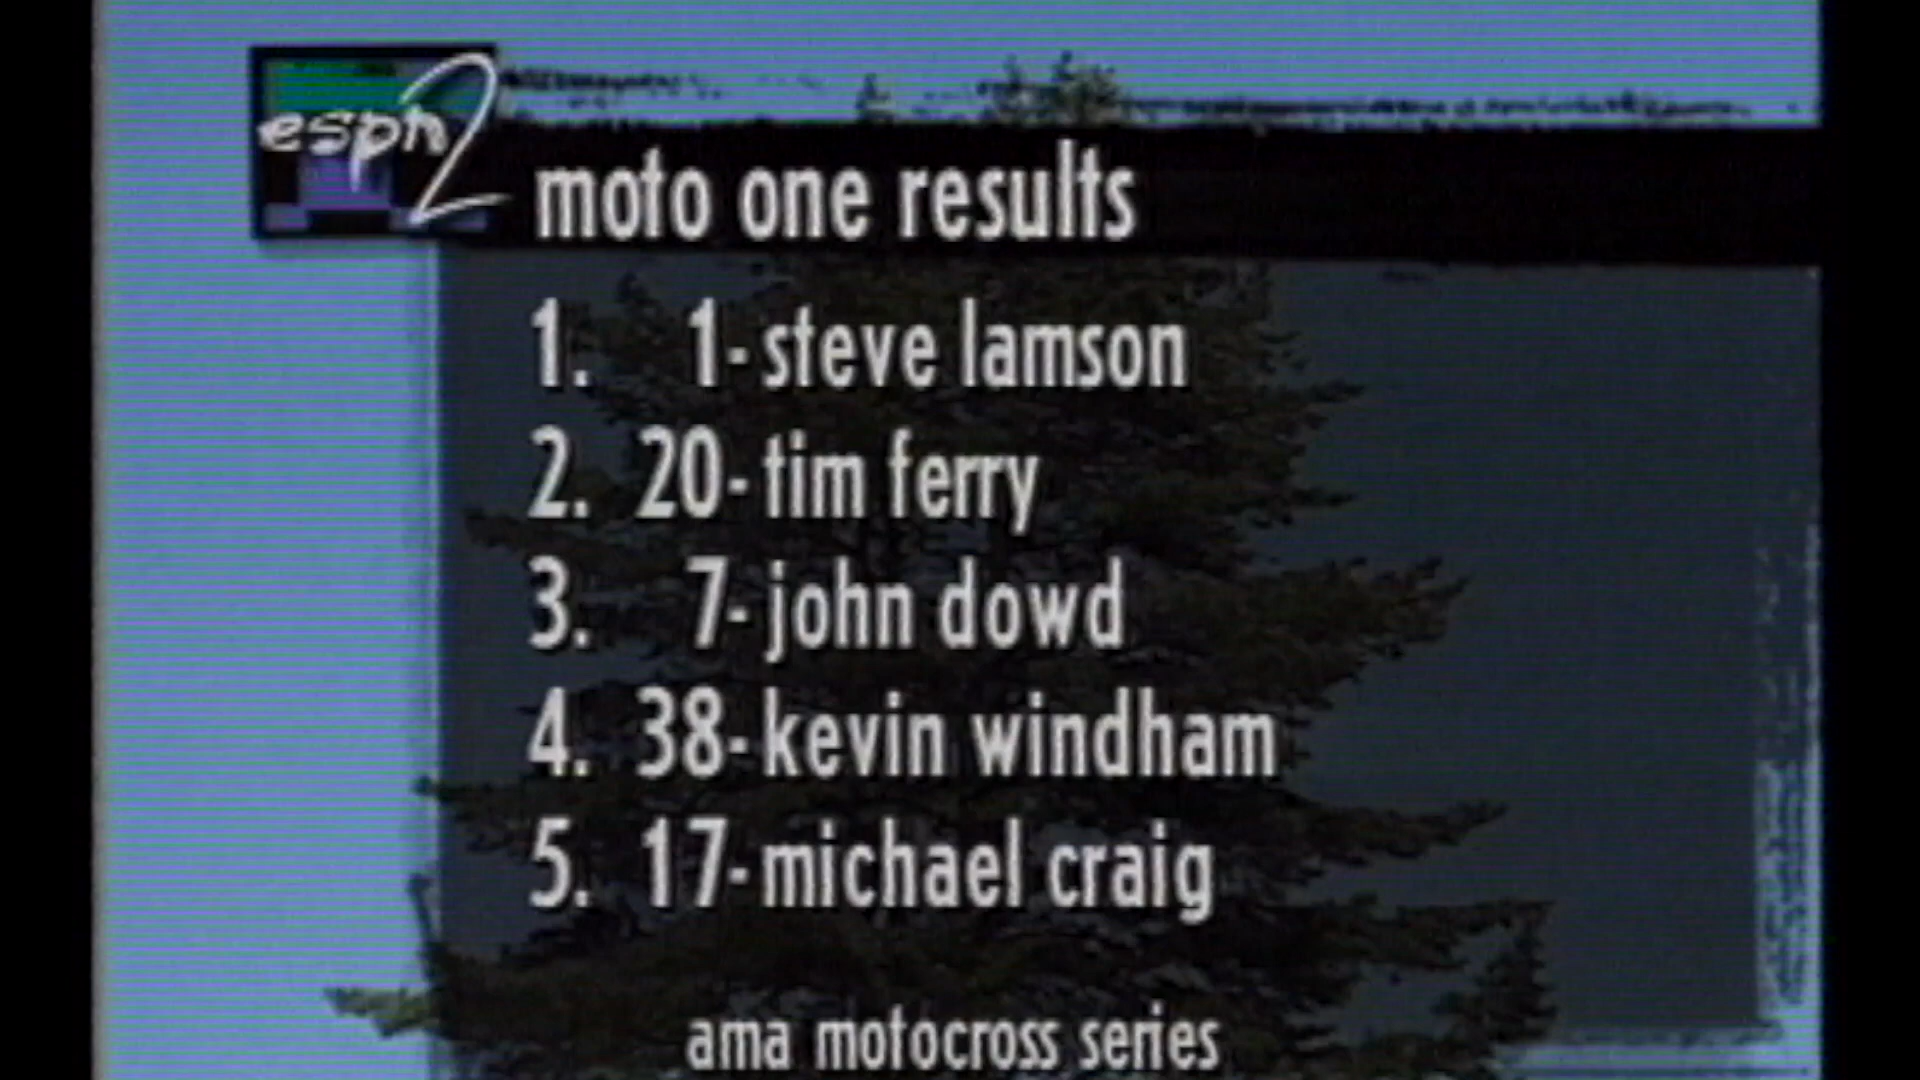 espn2
moto one results
1. 1- steve lamson
2. 20- tim ferry
3. 7- john dowd
4. 38- kevin windham
5. 17- michael craig
ama motocross series